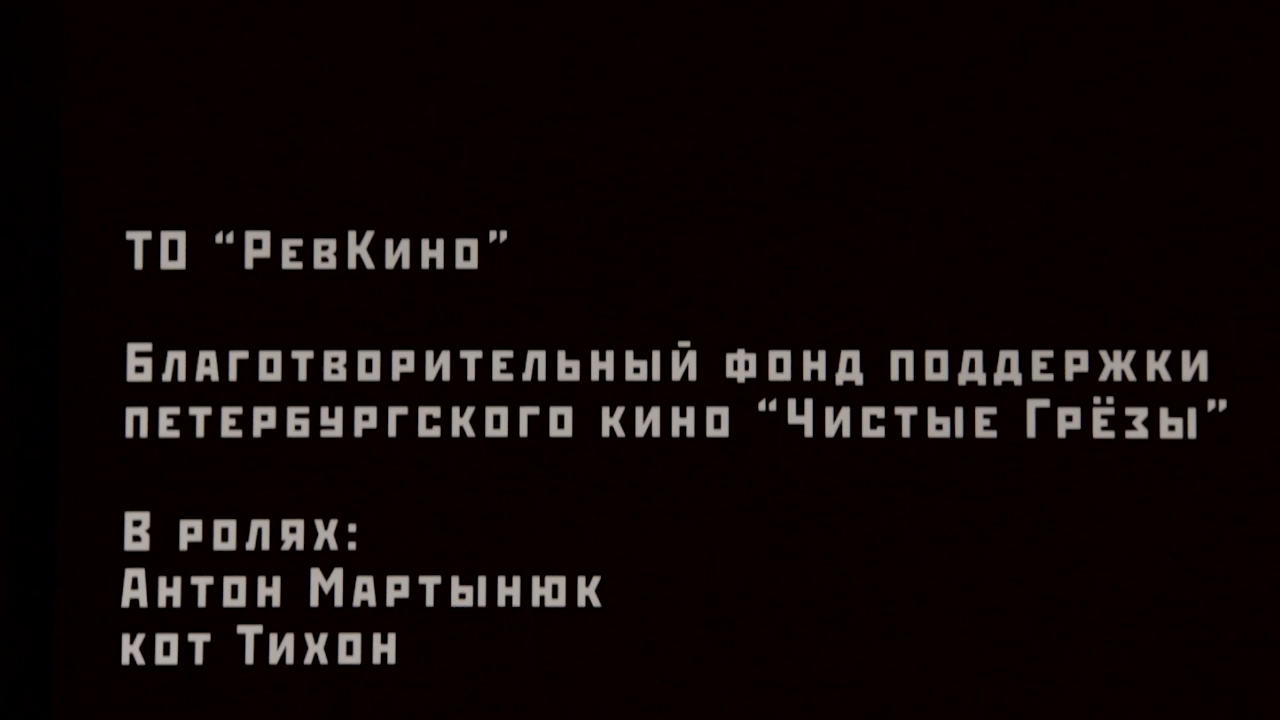 ТО “РевКино”
Благотворительный фонд поддержки
петербургского кино “Чистые Грёзы”
В ролях:
Антон Мартынюк
кот Тихон